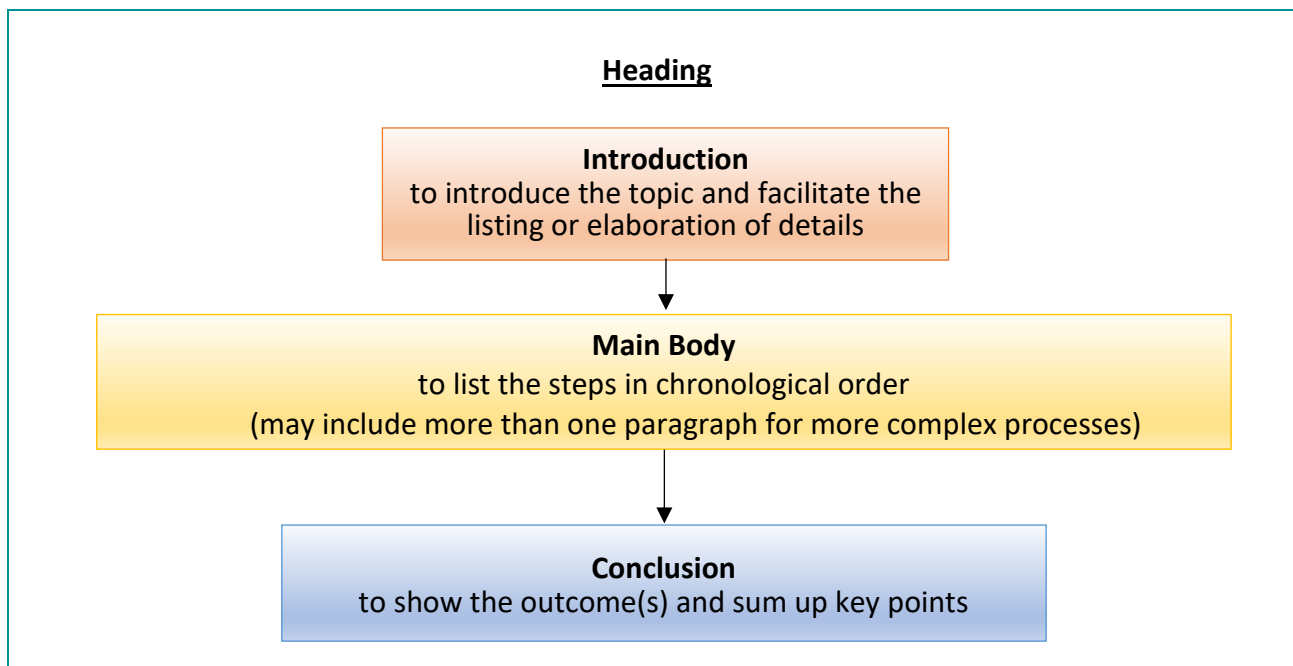 Heading
Introduction
to introduce the topic and facilitate the
listing or elaboration of details
Main Body
to list the steps in chronological order
(may include more than one paragraph for more complex processes)
Conclusion
to show the outcome(s) and sum up key points